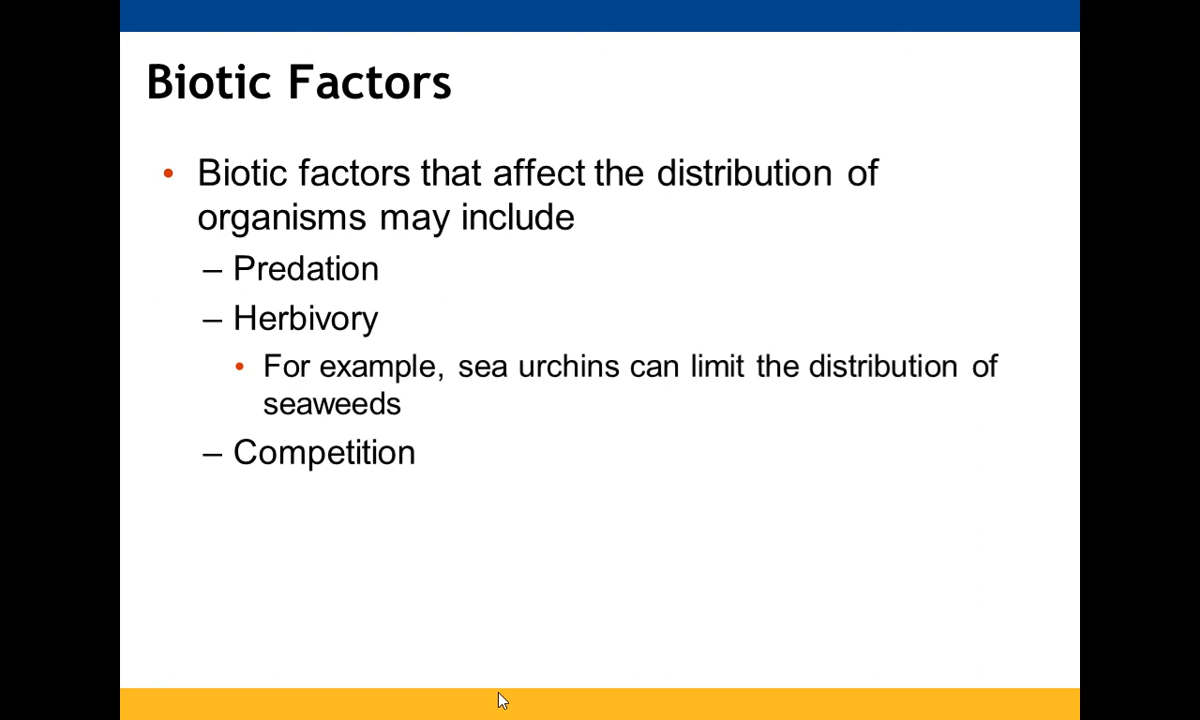 Biotic Factors
• Biotic factors that affect the distribution of
organisms may include
– Predation
– Herbivory
• For example, sea urchins can limit the distribution of
seaweeds
– Competition